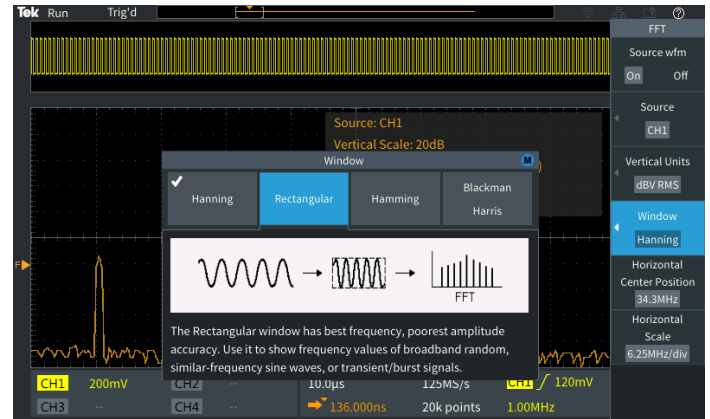 Tek Run Trig'd
FFT
Source wfm
On Off
Source
CH1
Vertical Units
dBV RMS
Window
Hanning
Horizontal
Center Position
34.3MHz
Horizontal
Scale
6.25MHz/div
Source: CH1
Vertical Scale: 20dB
Window M
Hanning Rectangular Hamming Blackman
Harris
FFT
The Rectangular window has best frequency, poorest amplitude
accuracy. Use it to show frequency values of broadband random,
similar-frequency sine waves, or transient/burst signals.
F
CH1 200mV CH2 -- 10.0µs 125MS/s CH1 120mV
CH3 -- CH4 -- 136.000ns 20k points 1.00MHz